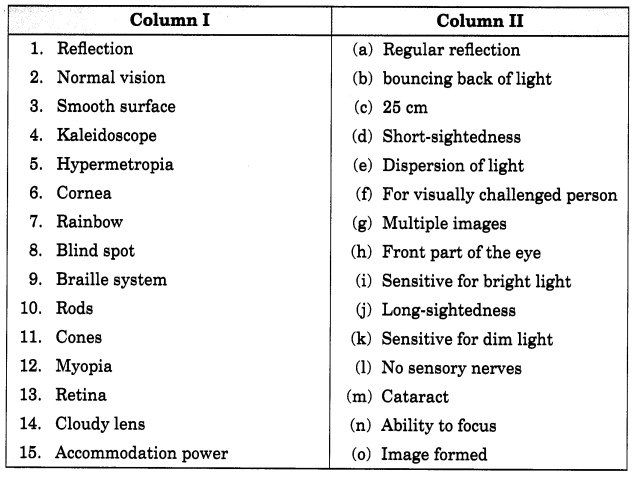 Column I Column II
1. Reflection (a) Regular reflection
2. Normal vision (b) bouncing back of light
3. Smooth surface (c) 25 cm
4. Kaleidoscope (d) Short-sightedness
5. Hypermetropia (e) Dispersion of light
6. Cornea (f) For visually challenged person
7. Rainbow (g) Multiple images
8. Blind spot (h) Front part of the eye
9. Braille system (i) Sensitive for bright light
10. Rods (j) Long-sightedness
11. Cones (k) Sensitive for dim light
12. Myopia (l) No sensory nerves
13. Retina (m) Cataract
14. Cloudy lens (n) Ability to focus
15. Accommodation power (o) Image formed